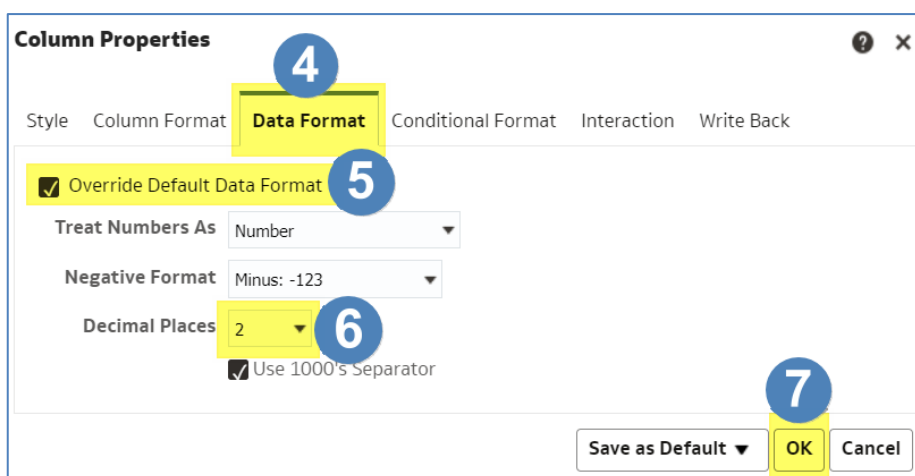 Column Properties
? ×
4
Style Column Format Data Format Conditional Format Interaction Write Back
Override Default Data Format 5
Treat Numbers As Number
Negative Format Minus: -123
Decimal Places 2 6
Use 1000's Separator
7
Save as Default OK Cancel